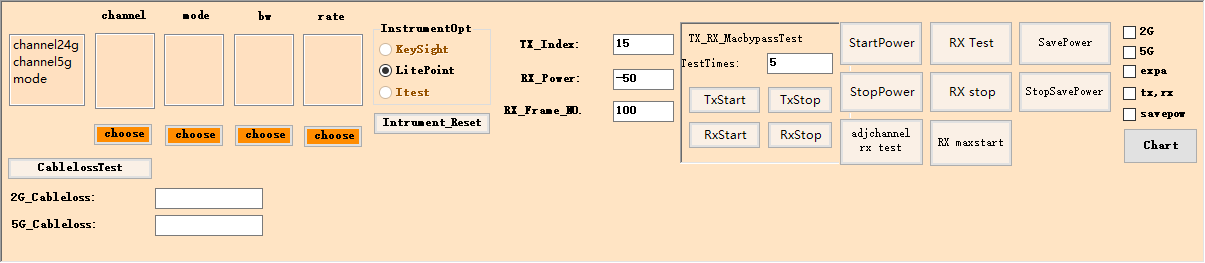 channel mode bw rate
channel24g
channel5g
mode
choose choose choose choose
InstrumentOpt
KeySight
LitePoint
Itest
Intrument_Reset
TX_Index: 15
RX_Power: -50
RX_Frame_NO. 100
TX_RX_MacbypassTest
TestTimes: 5
TxStart TxStop
RxStart RxStop
StartPower RX Test SavePower
StopPower RX stop StopSavePower
adjchannel
rx test
RX maxstart
2G
5G
expa
tx,rx
savepow
Chart
CablelossTest
2G_Cableloss:
5G_Cableloss: